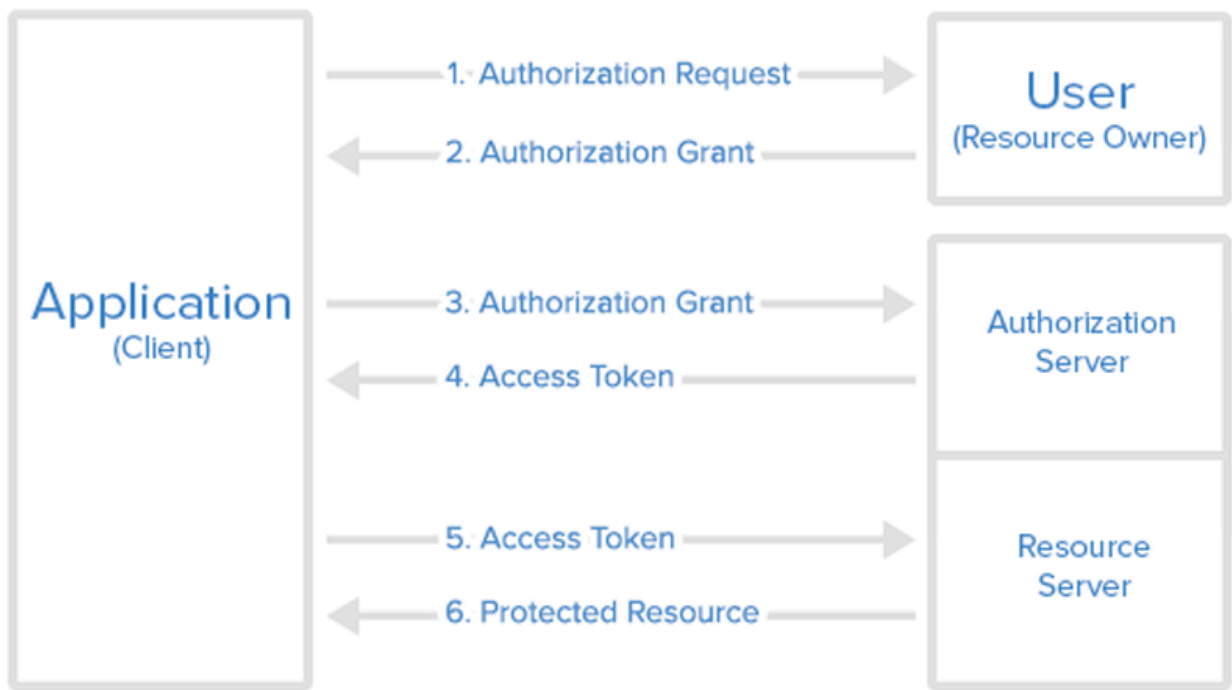 1. Authorization Request
User
(Resource Owner)
2. Authorization Grant
Application
(Client)
3. Authorization Grant
Authorization
Server
4. Access Token
5. Access Token
Resource
Server
6. Protected Resource